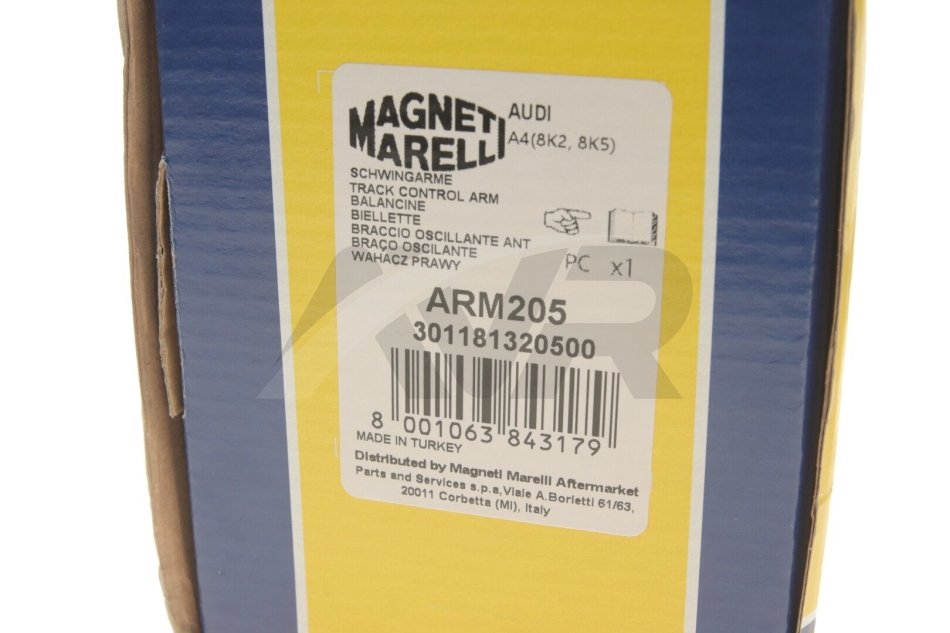 MAGNETI
MARELLI
AUDI
A4(8K2, 8K5)
SCHWINGARME
TRACK CONTROL ARM
BALANCINE
BIELLETTE
BRACCIO OSCILLANTE ANT
BRAÇO OSCILANTE
WAHACZ PRAWY
PC x1
ARM205
301181320500
8 001063 843179
MADE IN TURKEY
Distributed by Magneti Marelli Aftermarket
Parts and Services s.p.a,Viale A.Borletti 61/63,
20011 Corbetta (MI), Italy
AVR